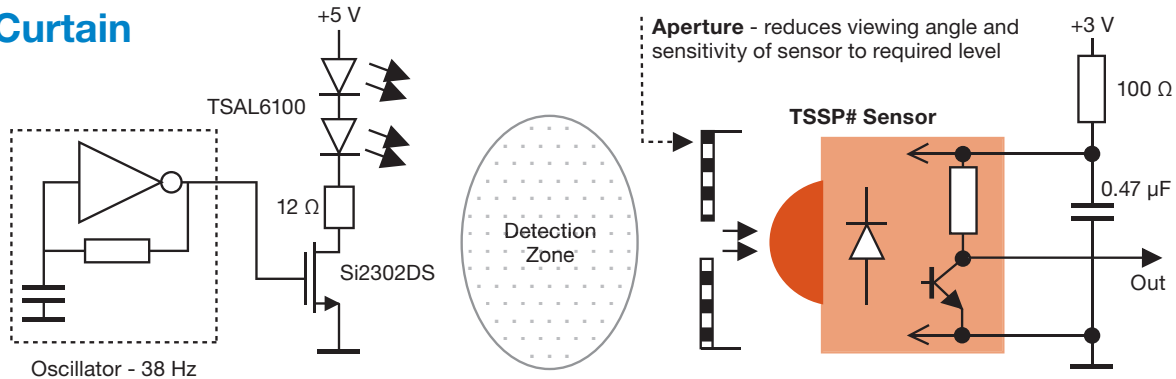 Curtain
+5 V
TSAL6100
12 Ω
Si2302DS
Oscillator - 38 Hz
Detection
Zone
Aperture - reduces viewing angle and
sensitivity of sensor to required level
TSSP# Sensor
+3 V
100 Ω
0.47 µF
Out